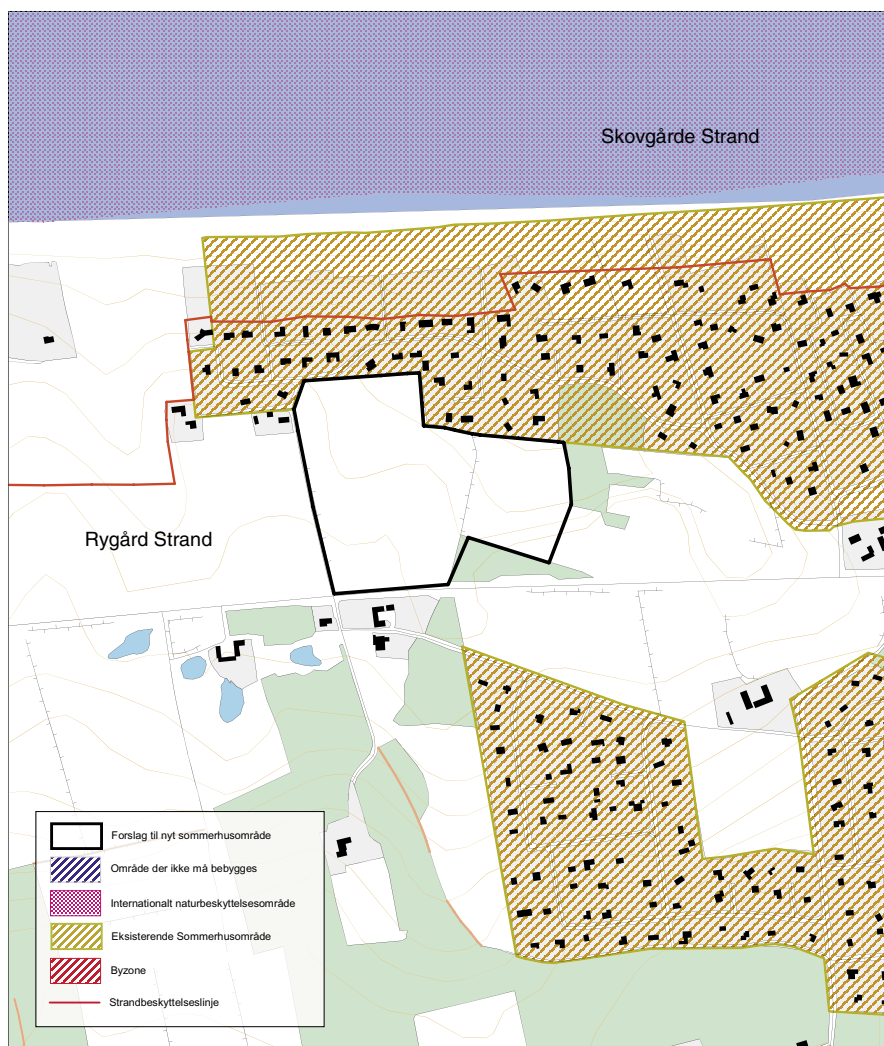 Skovgårde Strand
Rygård Strand
Forslag til nyt sommerhusområde
Område der ikke må bebygges
Internationalt naturbeskyttelsesområde
Eksisterende Sommerhusområde
Byzone
Strandbeskyttelseslinje